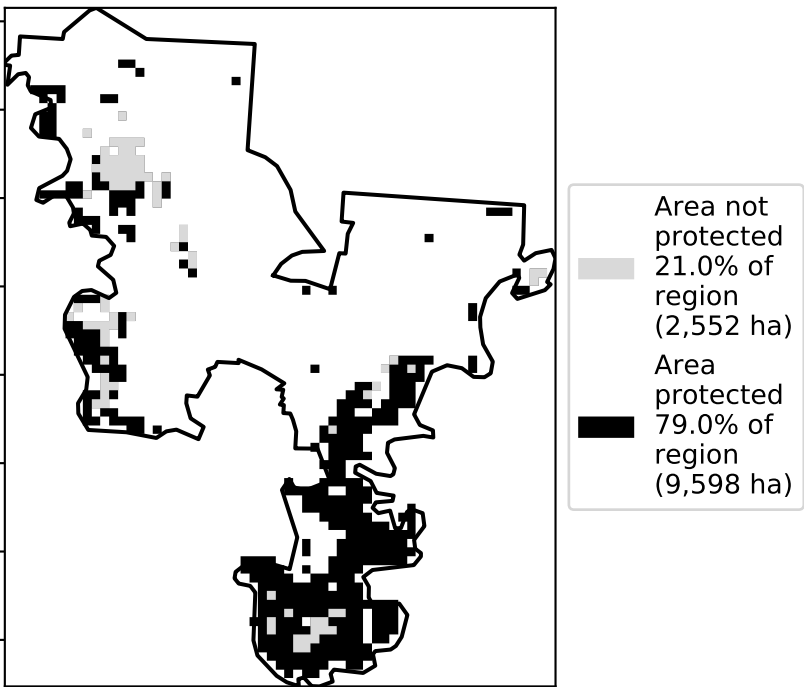 Area not
protected
21.0% of
region
(2,552 ha)
Area
protected
79.0% of
region
(9,598 ha)